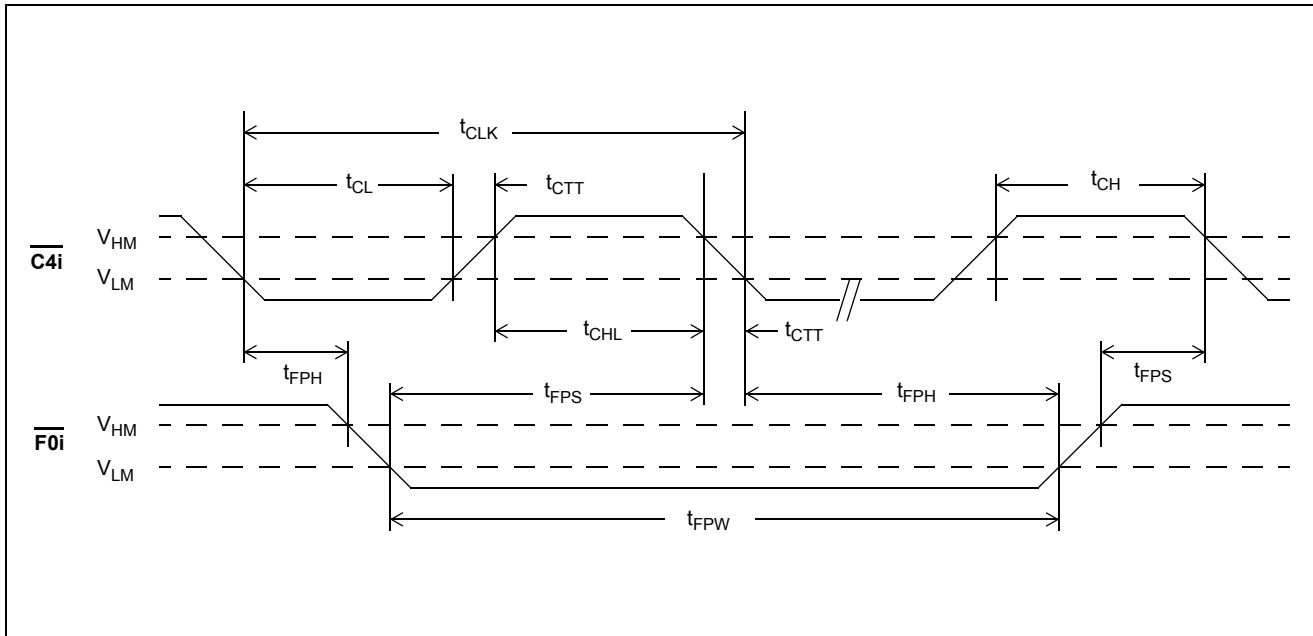 tCLK
tCL
tCTT
tCH
VHM
C4i
VLM
tCHL
tCTT
tFPH
tFPS
tFPH
tFPS
VHM
F0i
VLM
tFPW